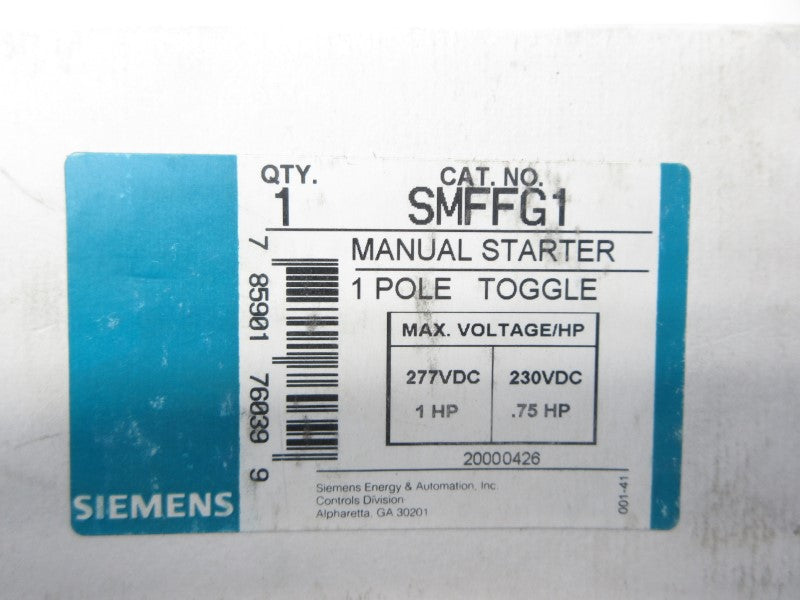 QTY.
1
CAT. NO.
SMFFG1
MANUAL STARTER
1 POLE TOGGLE
MAX. VOLTAGE/HP
277VDC 230VDC
1 HP .75 HP
20000426
Siemens Energy & Automation, Inc.
Controls Division
Alpharetta, GA 30201
001-41
7 85901 76039 9
SIEMENS